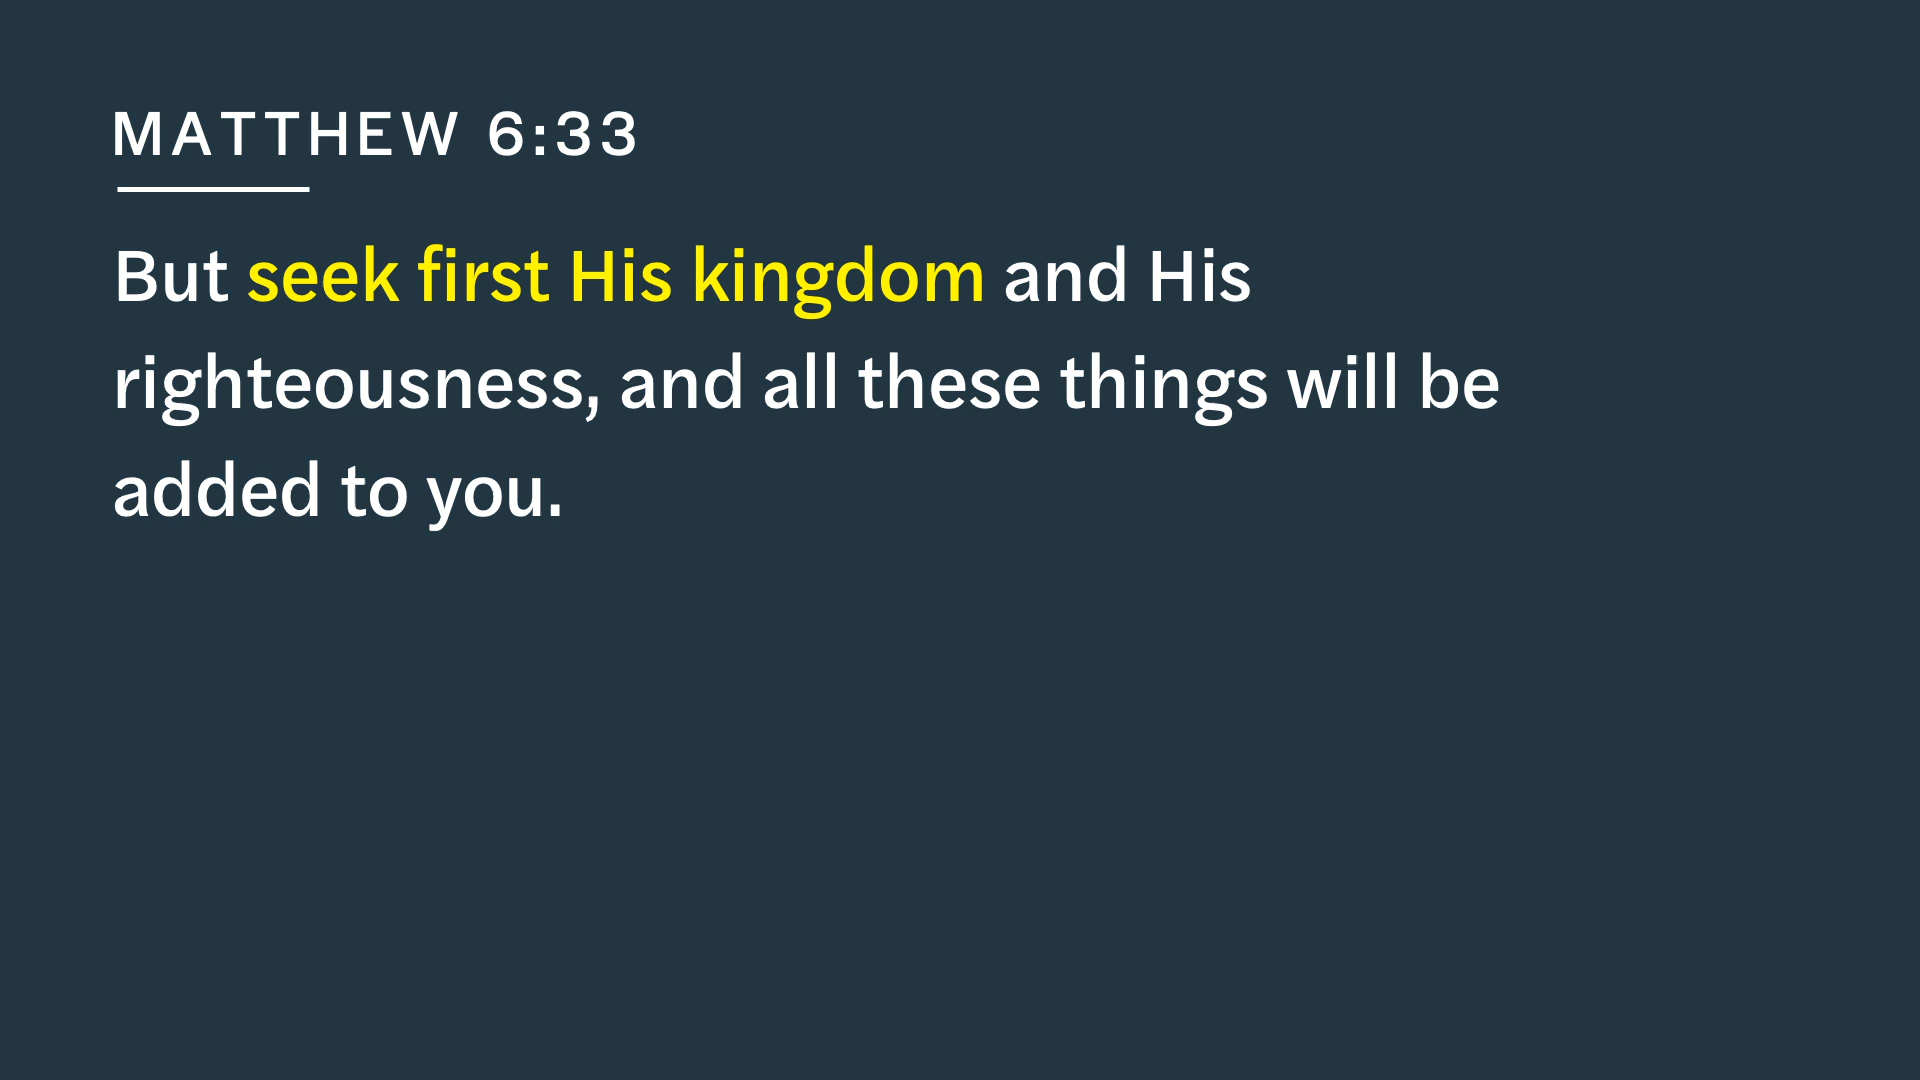 MATTHEW 6:33
But seek first His kingdom and His
righteousness, and all these things will be
added to you.